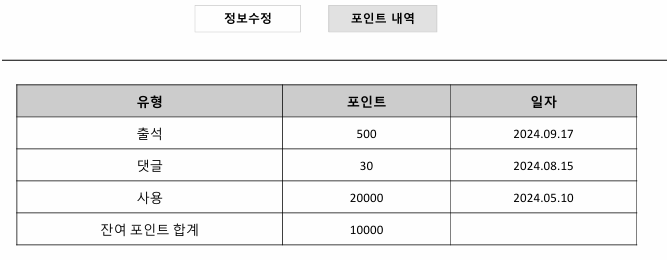 정보수정 포인트 내역
유형 포인트 일자
출석 500 2024.09.17
댓글 30 2024.08.15
사용 20000 2024.05.10
잔여 포인트 합계 10000